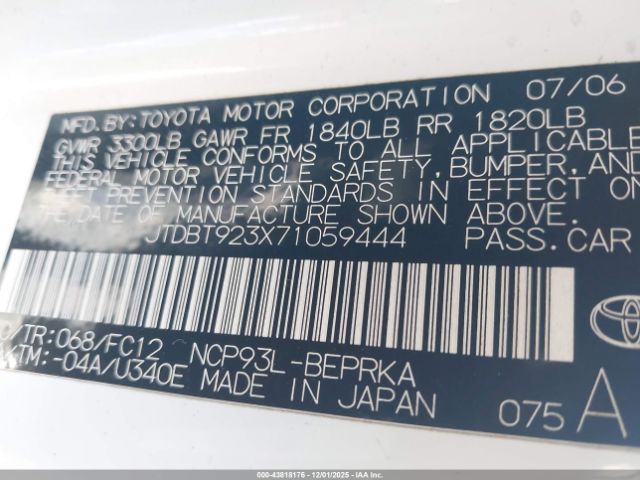 MFD. BY: TOYOTA MOTOR CORPORATION 07/06
GVWR 3300LB GAWR FR 1840LB RR 1820LB
THIS VEHICLE CONFORMS TO ALL APPLICABLE
FEDERAL MOTOR VEHICLE SAFETY, BUMPER, AND
THEFT PREVENTION STANDARDS IN EFFECT ON
THE DATE OF MANUFACTURE SHOWN ABOVE.
JTDBT923X71059444 PASS. CAR
/TR: 068/FC12 NCP93L-BEPRKA
TM: -04A/U340E MADE IN JAPAN 075 A
000-43818176 - 12/01/2025 - IAAI.com